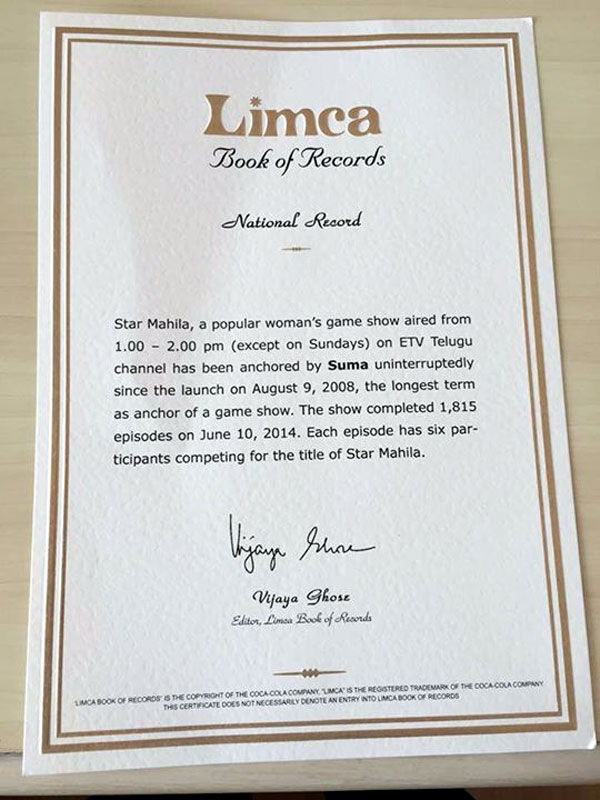 Limca
Book of Records
National Record
Star Mahila, a popular woman's game show aired from
1.00 – 2.00 pm (except on Sundays) on ETV Telugu
channel has been anchored by Suma uninterruptedly
since the launch on August 9, 2008, the longest term
as anchor of a game show. The show completed 1,815
episodes on June 10, 2014. Each episode has six par-
ticipants competing for the title of Star Mahila.
Vijaya Ghose
Vijaya Ghose
Editor, Limca Book of Records
'LIMCA BOOK OF RECORDS' IS THE COPYRIGHT OF THE COCA-COLA COMPANY. "LIMCA" IS THE REGISTERED TRADEMARK OF THE COCA-COLA COMPANY
THIS CERTIFICATE DOES NOT NECESSARILY DENOTE AN ENTRY INTO LIMCA BOOK OF RECORDS